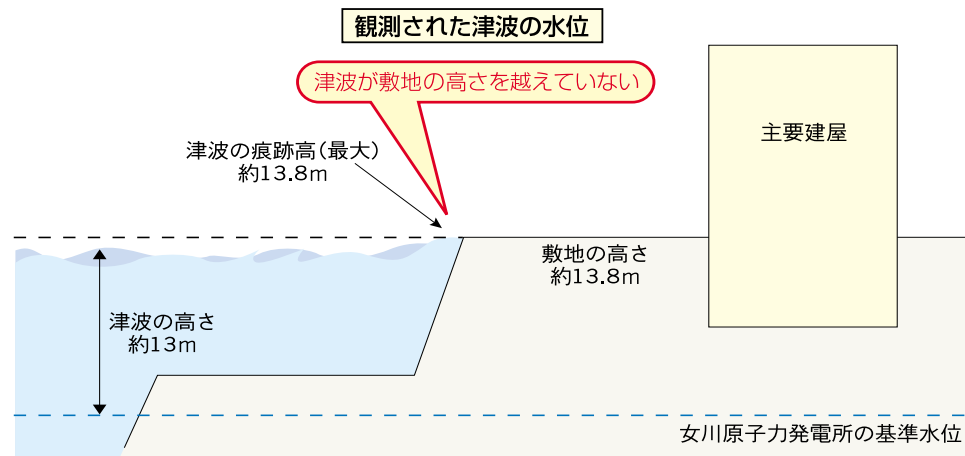 観測された津波の水位
津波が敷地の高さを越えていない
主要建屋
津波の痕跡高(最大)
約13.8m
敷地の高さ
約13.8m
津波の高さ
約13m
女川原子力発電所の基準水位